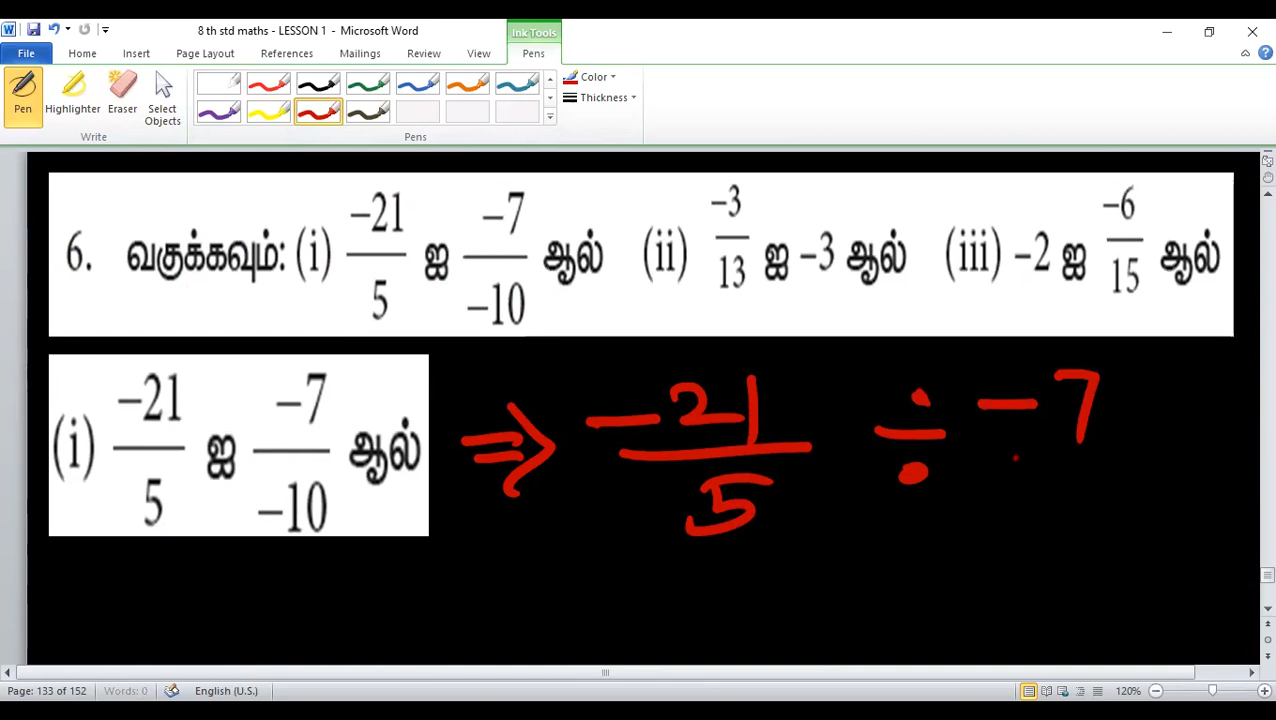 8 th std maths - LESSON 1 - Microsoft Word
Ink Tools
File Home Insert Page Layout References Mailings Review View Pens
Pen Highlighter Eraser Select Objects
Color
Thickness
Write
Pens
6. வகுக்கவும்: (i) –21/5 ஐ –7/–10 ஆல் (ii) –3/13 ஐ –3 ஆல் (iii) –2 ஐ –6/15 ஆல்
(i) –21/5 ஐ –7/–10 ஆல் ⇒ –21/5 ÷ –7
Page: 133 of 152 Words: 0 English (U.S.) 120%